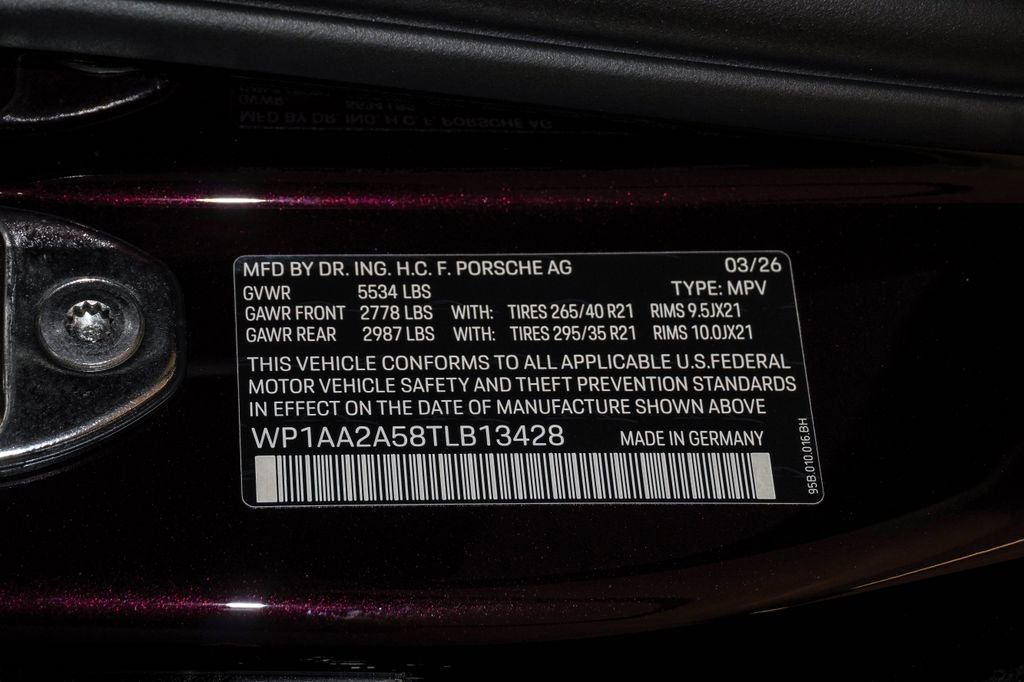 MFD BY DR. ING. H.C. F. PORSCHE AG 03/26
GVWR 5534 LBS TYPE: MPV
GAWR FRONT 2778 LBS WITH: TIRES 265/40 R21 RIMS 9.5JX21
GAWR REAR 2987 LBS WITH: TIRES 295/35 R21 RIMS 10.0JX21
THIS VEHICLE CONFORMS TO ALL APPLICABLE U.S.FEDERAL
MOTOR VEHICLE SAFETY AND THEFT PREVENTION STANDARDS
IN EFFECT ON THE DATE OF MANUFACTURE SHOWN ABOVE
WP1AA2A58TLB13428 MADE IN GERMANY
95B.010.016.BH